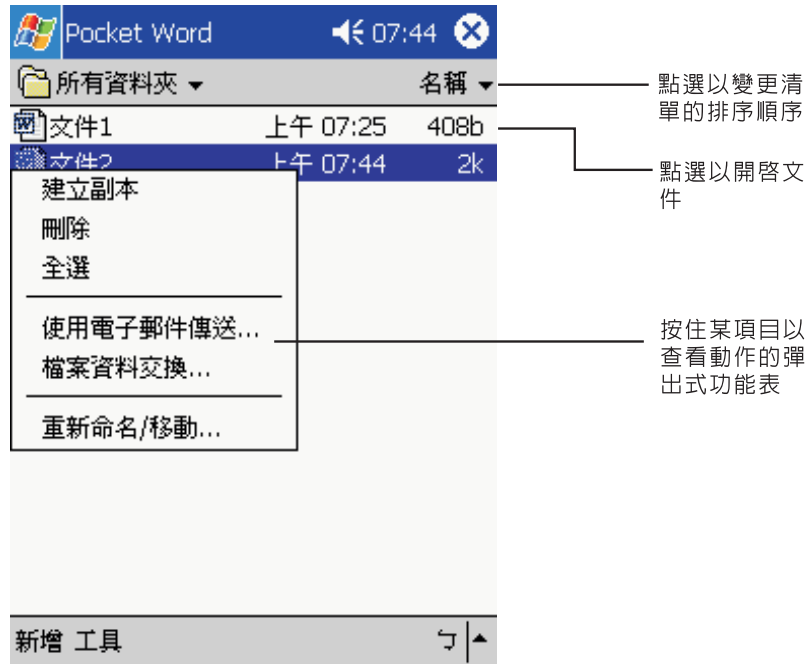 Pocket Word 07:44
所有資料夾 名稱
文件1 上午 07:25 408b
文件2 上午 07:44 2k
建立副本
刪除
全選
使用電子郵件傳送...
檔案資料交換...
重新命名/移動...
新增 工具 ㄅ
點選以變更清
單的排序順序
點選以開啓文
件
按住某項目以
查看動作的彈
出式功能表